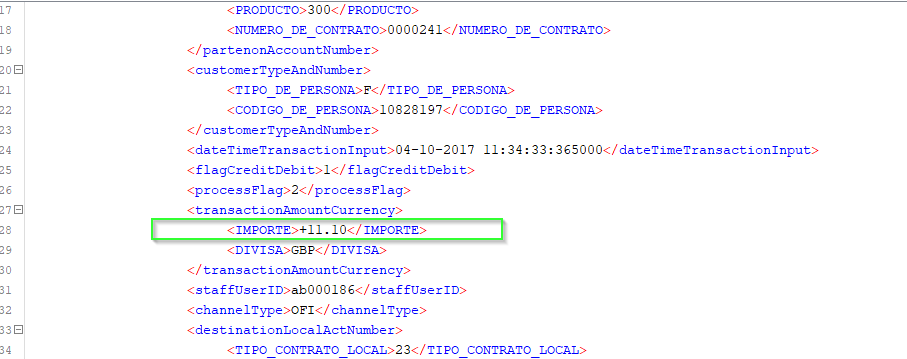 17 <PRODUCTO>300</PRODUCTO>
18 <NUMERO_DE_CONTRATO>0000241</NUMERO_DE_CONTRATO>
19 </partenonAccountNumber>
20 <customerTypeAndNumber>
21 <TIPO_DE_PERSONA>F</TIPO_DE_PERSONA>
22 <CODIGO_DE_PERSONA>10828197</CODIGO_DE_PERSONA>
23 </customerTypeAndNumber>
24 <dateTimeTransactionInput>04-10-2017 11:34:33:365000</dateTimeTransactionInput>
25 <flagCreditDebit>1</flagCreditDebit>
26 <processFlag>2</processFlag>
27 <transactionAmountCurrency>
28 <IMPORTE>+11.10</IMPORTE>
29 <DIVISA>GBP</DIVISA>
30 </transactionAmountCurrency>
31 <staffUserID>ab000186</staffUserID>
32 <channelType>OFI</channelType>
33 <destinationLocalActNumber>
34 <TIPO_CONTRATO_LOCAL>23</TIPO_CONTRATO_LOCAL>